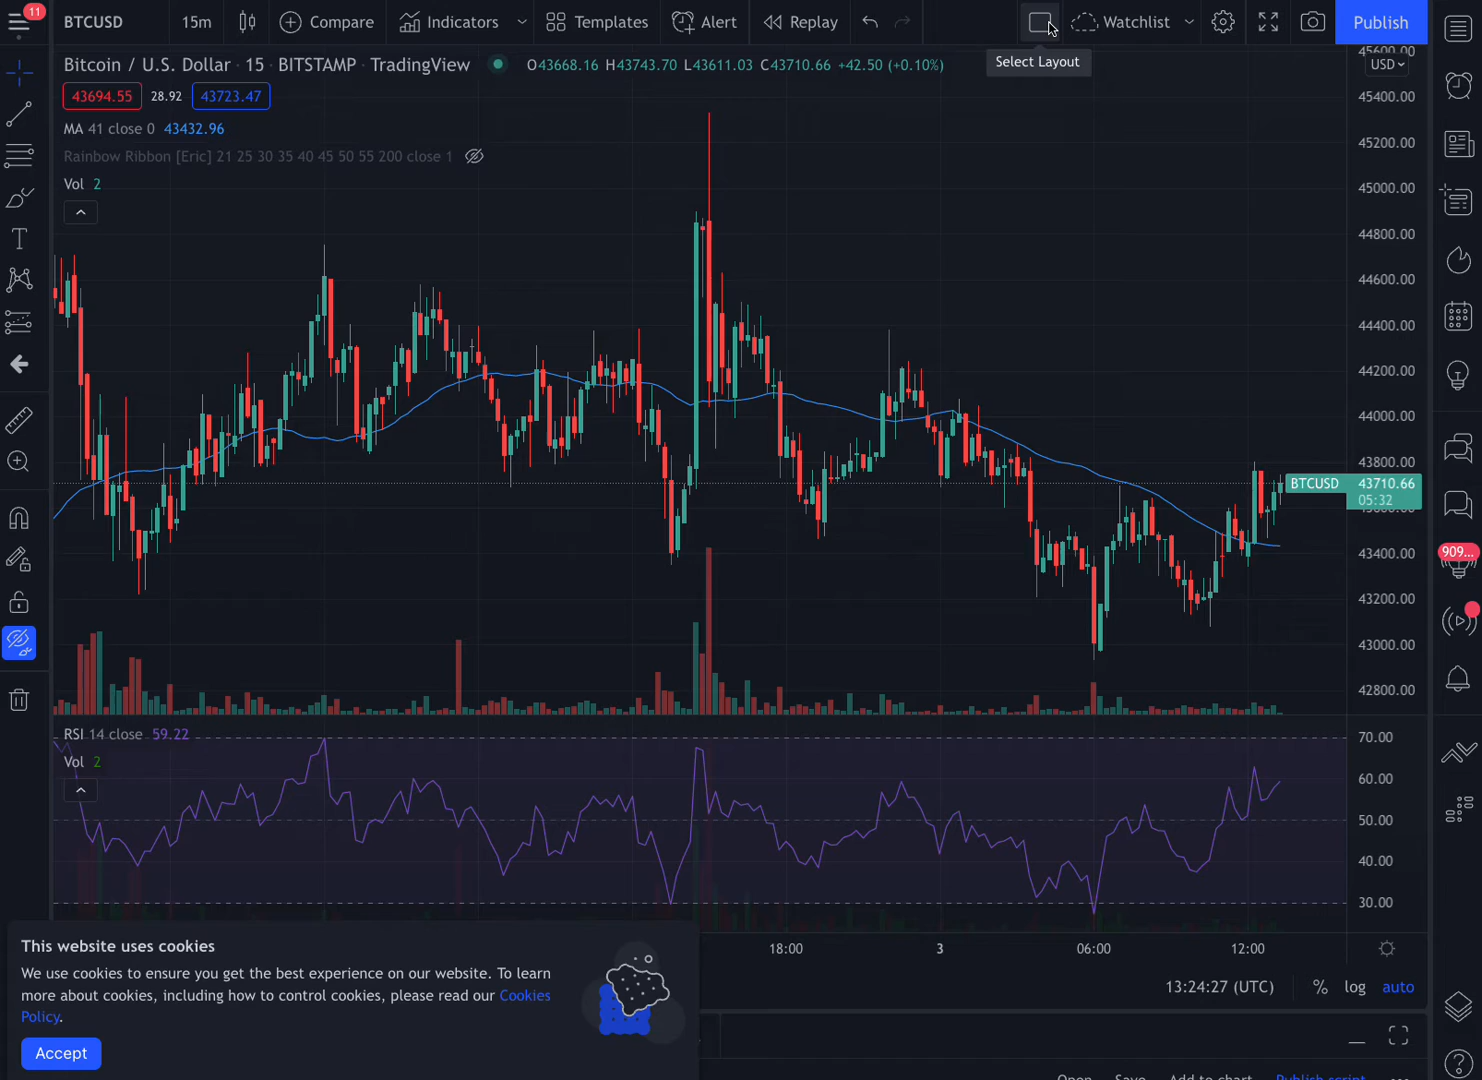 11
BTCUSD 15m Compare Indicators Templates Alert Replay Watchlist Publish
Select Layout
Bitcoin / U.S. Dollar · 15 · BITSTAMP · TradingView O43668.16 H43743.70 L43611.03 C43710.66 +42.50 (+0.10%)
43694.55 28.92 43723.47
MA 41 close 0 43432.96
Rainbow Ribbon [Eric] 21 25 30 35 40 45 50 55 200 close 1
Vol 2
45600.00
USD
45400.00
45200.00
45000.00
44800.00
44600.00
44400.00
44200.00
44000.00
43800.00
BTCUSD 43710.66
05:32
43400.00
43200.00
43000.00
42800.00
909...
RSI 14 close 59.22
Vol 2
70.00
60.00
50.00
40.00
30.00
18:00 3 06:00 12:00
13:24:27 (UTC) % log auto
This website uses cookies
We use cookies to ensure you get the best experience on our website. To learn
more about cookies, including how to control cookies, please read our Cookies
Policy.
Accept
Open Save Add to chart Publish script